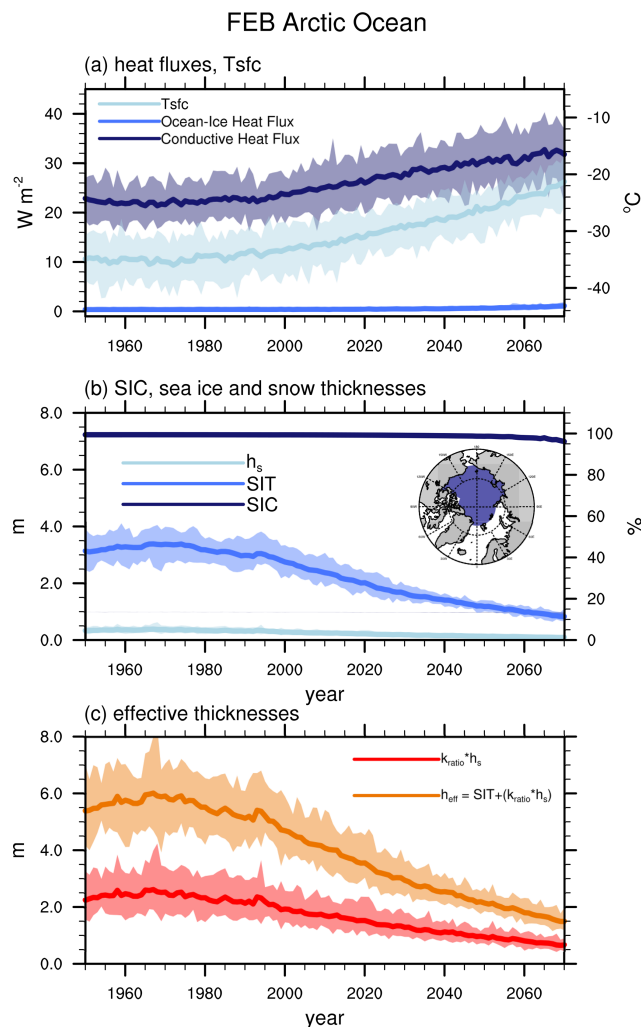 FEB Arctic Ocean
(a) heat fluxes, Tsfc
Tsfc
Ocean-Ice Heat Flux
Conductive Heat Flux
W m⁻²
40
30
20
10
0
-10
-20
-30
-40
°C
1960 1980 2000 2020 2040 2060
(b) SIC, sea ice and snow thicknesses
hₛ
SIT
SIC
m
8.0
6.0
4.0
2.0
0.0
100
80
60
40
20
0
%
1960 1980 2000 2020 2040 2060
year
(c) effective thicknesses
k_ratio*hₛ
h_eff = SIT+(k_ratio*hₛ)
m
8.0
6.0
4.0
2.0
0.0
1960 1980 2000 2020 2040 2060
year